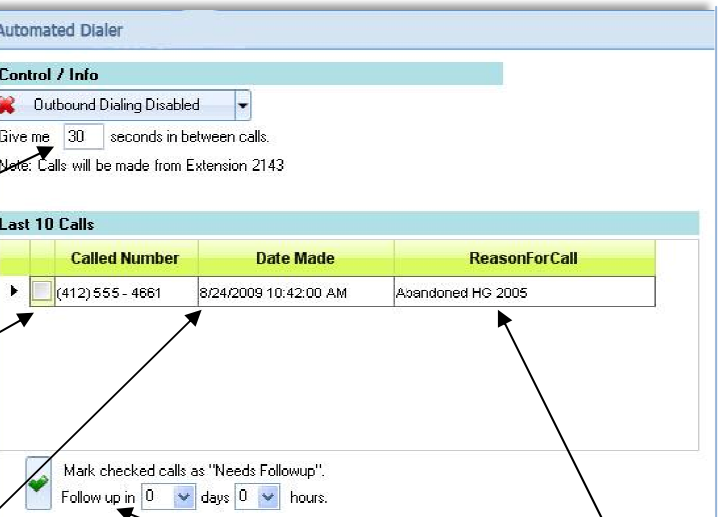 Automated Dialer
Control / Info
Outbound Dialing Disabled
Give me 30 seconds in between calls.
Note: Calls will be made from Extension 2143
Last 10 Calls
Called Number Date Made ReasonForCall
(412) 555 - 4661 8/24/2009 10:42:00 AM Abandoned HG 2005
Mark checked calls as "Needs Followup".
Follow up in 0 days 0 hours.